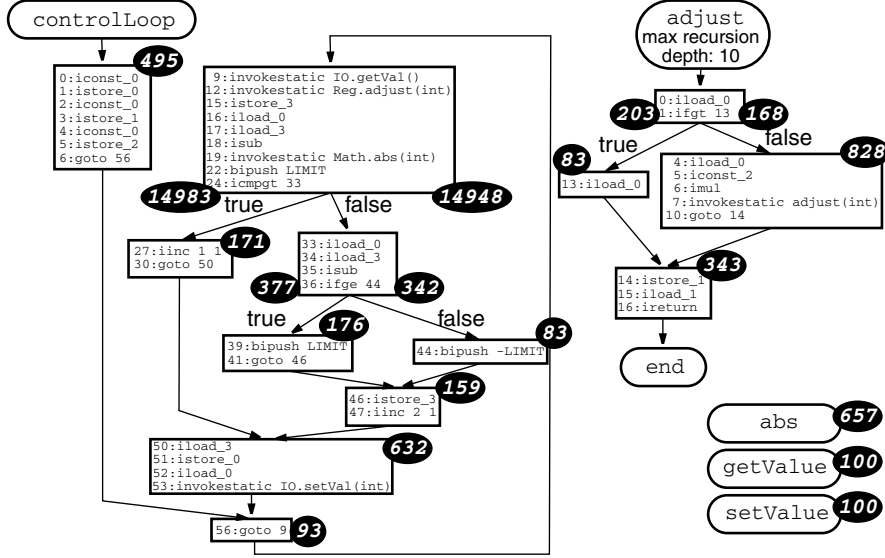 controlLoop
495
0:iconst_0
1:istore_0
2:iconst_0
3:istore_1
4:iconst_0
5:istore_2
6:goto 56
9:invokestatic IO.getVal()
12:invokestatic Reg.adjust(int)
15:istore_3
16:iload_0
17:iload_3
18:isub
19:invokestatic Math.abs(int)
22:bipush LIMIT
24:icmpgt 33
14983
14948
true
false
27:iinc 1 1
30:goto 50
171
33:iload_0
34:iload_3
35:isub
36:ifge 44
377
342
true
false
39:bipush LIMIT
41:goto 46
176
44:bipush -LIMIT
83
46:istore_3
47:iinc 2 1
159
50:iload_3
51:istore_0
52:iload_0
53:invokestatic IO.setVal(int)
632
56:goto 9
93
adjust
max recursion
depth: 10
0:iload_0
1:ifgt 13
203
168
true
false
83
13:iload_0
828
4:iload_0
5:iconst_2
6:imul
7:invokestatic adjust(int)
10:goto 14
343
14:istore_1
15:iload_1
16:ireturn
end
abs
657
getValue
100
setValue
100